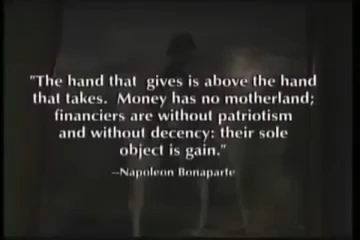 "The hand that gives is above the hand
that takes. Money has no motherland;
financiers are without patriotism
and without decency: their sole
object is gain."
--Napoleon Bonaparte